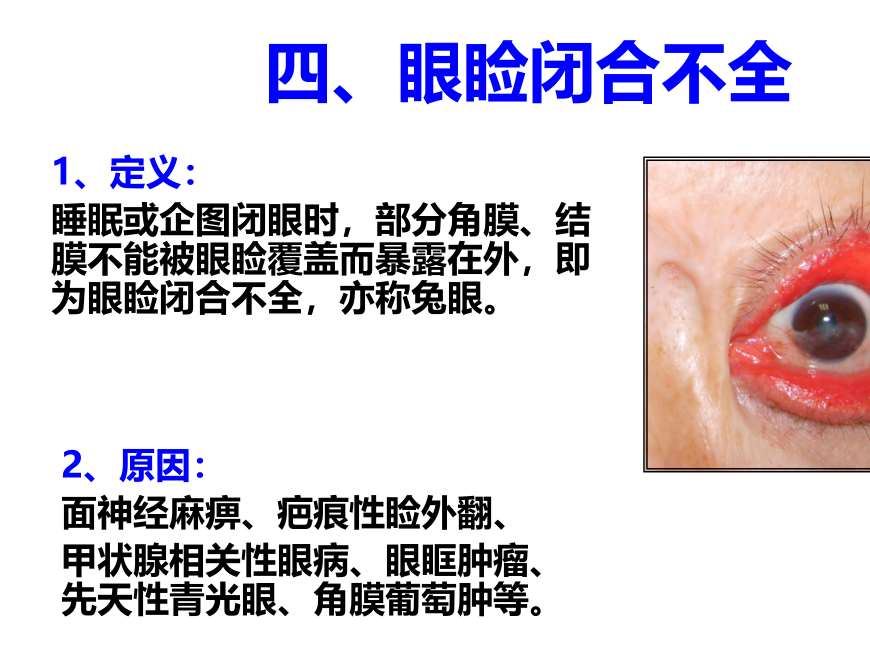 四、眼睑闭合不全
1、定义：
睡眠或企图闭眼时，部分角膜、结
膜不能被眼睑覆盖而暴露在外，即
为眼睑闭合不全，亦称兔眼。
2、原因：
面神经麻痹、疤痕性睑外翻、
甲状腺相关性眼病、眼眶肿瘤、
先天性青光眼、角膜葡萄肿等。